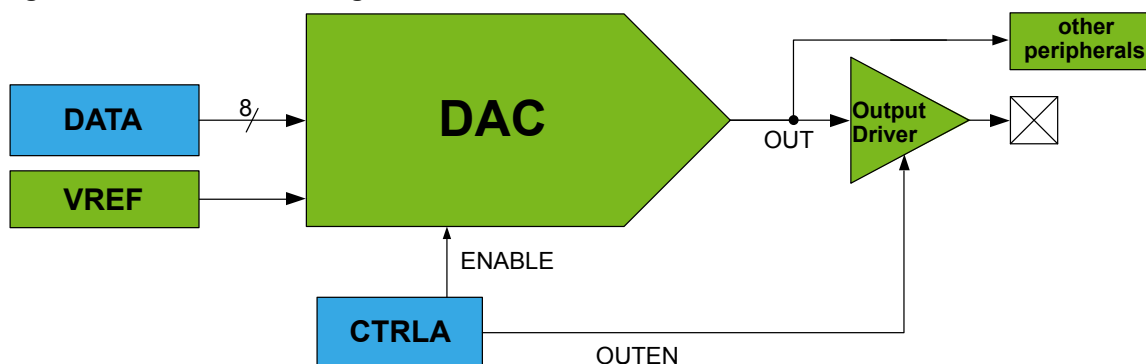 other
peripherals
DATA
8
DAC
OUT
Output
Driver
VREF
ENABLE
CTRLA
OUTEN